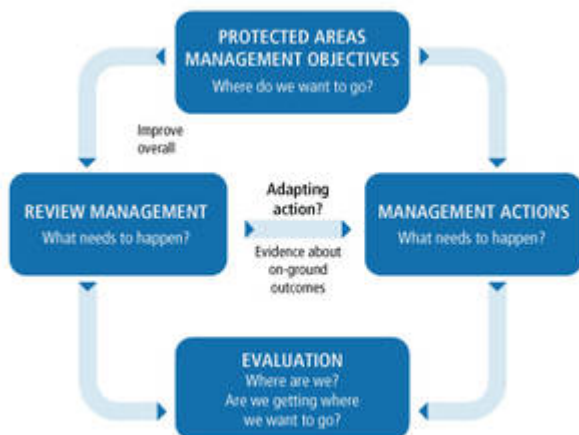 PROTECTED AREAS
MANAGEMENT OBJECTIVES
Where do we want to go?
Improve
overall
REVIEW MANAGEMENT
What needs to happen?
Adapting
action?
Evidence about
on-ground
outcomes
MANAGEMENT ACTIONS
What needs to happen?
EVALUATION
Where are we?
Are we getting where
we want to go?